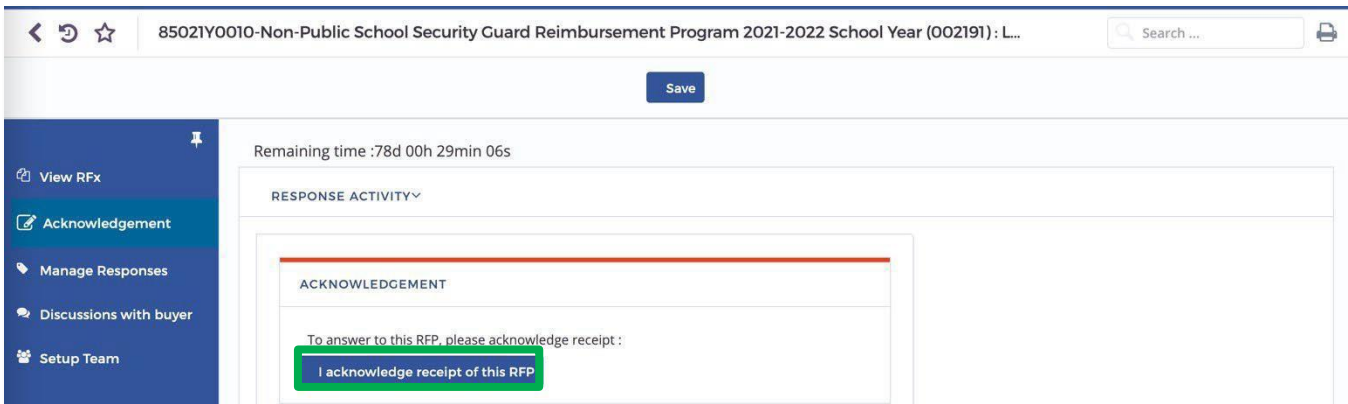 85021Y0010-Non-Public School Security Guard Reimbursement Program 2021-2022 School Year (002191) : L...
Search ...
Save
Remaining time :78d 00h 29min 06s
View RFx
RESPONSE ACTIVITY
Acknowledgement
Manage Responses
ACKNOWLEDGEMENT
Discussions with buyer
To answer to this RFP, please acknowledge receipt :
Setup Team
I acknowledge receipt of this RFP